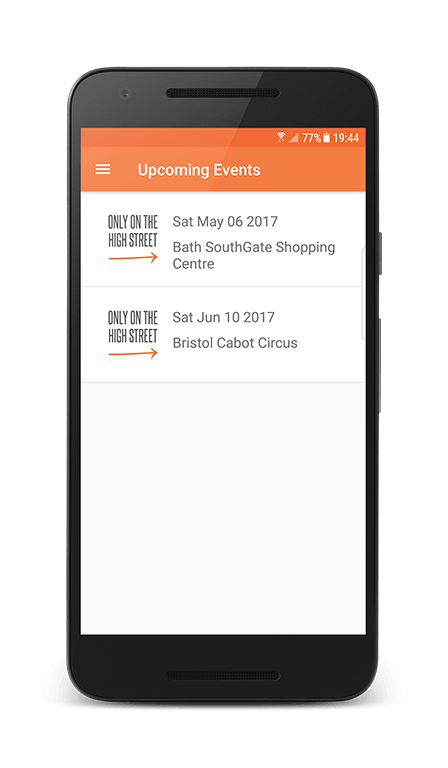 77% 19:44
Upcoming Events
ONLY ON THE
HIGH STREET
Sat May 06 2017
Bath SouthGate Shopping
Centre
ONLY ON THE
HIGH STREET
Sat Jun 10 2017
Bristol Cabot Circus